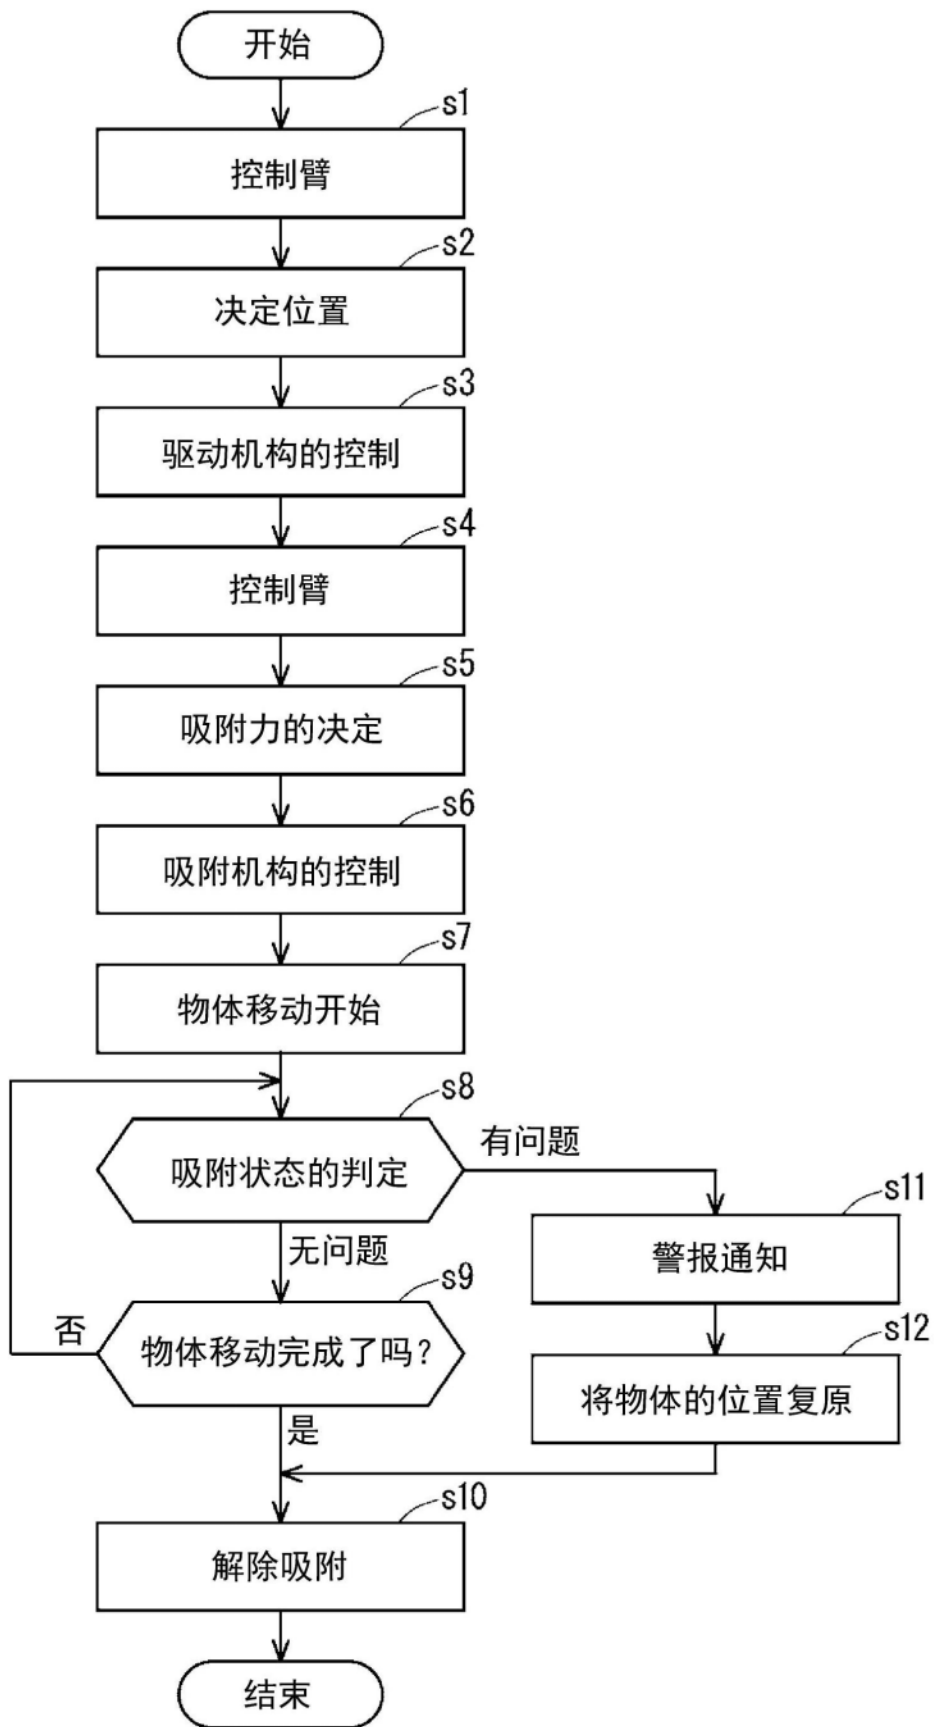 开始
s1
控制臂
s2
决定位置
s3
驱动机构的控制
s4
控制臂
s5
吸附力的决定
s6
吸附机构的控制
s7
物体移动开始
s8
吸附状态的判定
有问题
无问题
s11
警报通知
s9
物体移动完成了吗?
否
是
s12
将物体的位置复原
s10
解除吸附
结束